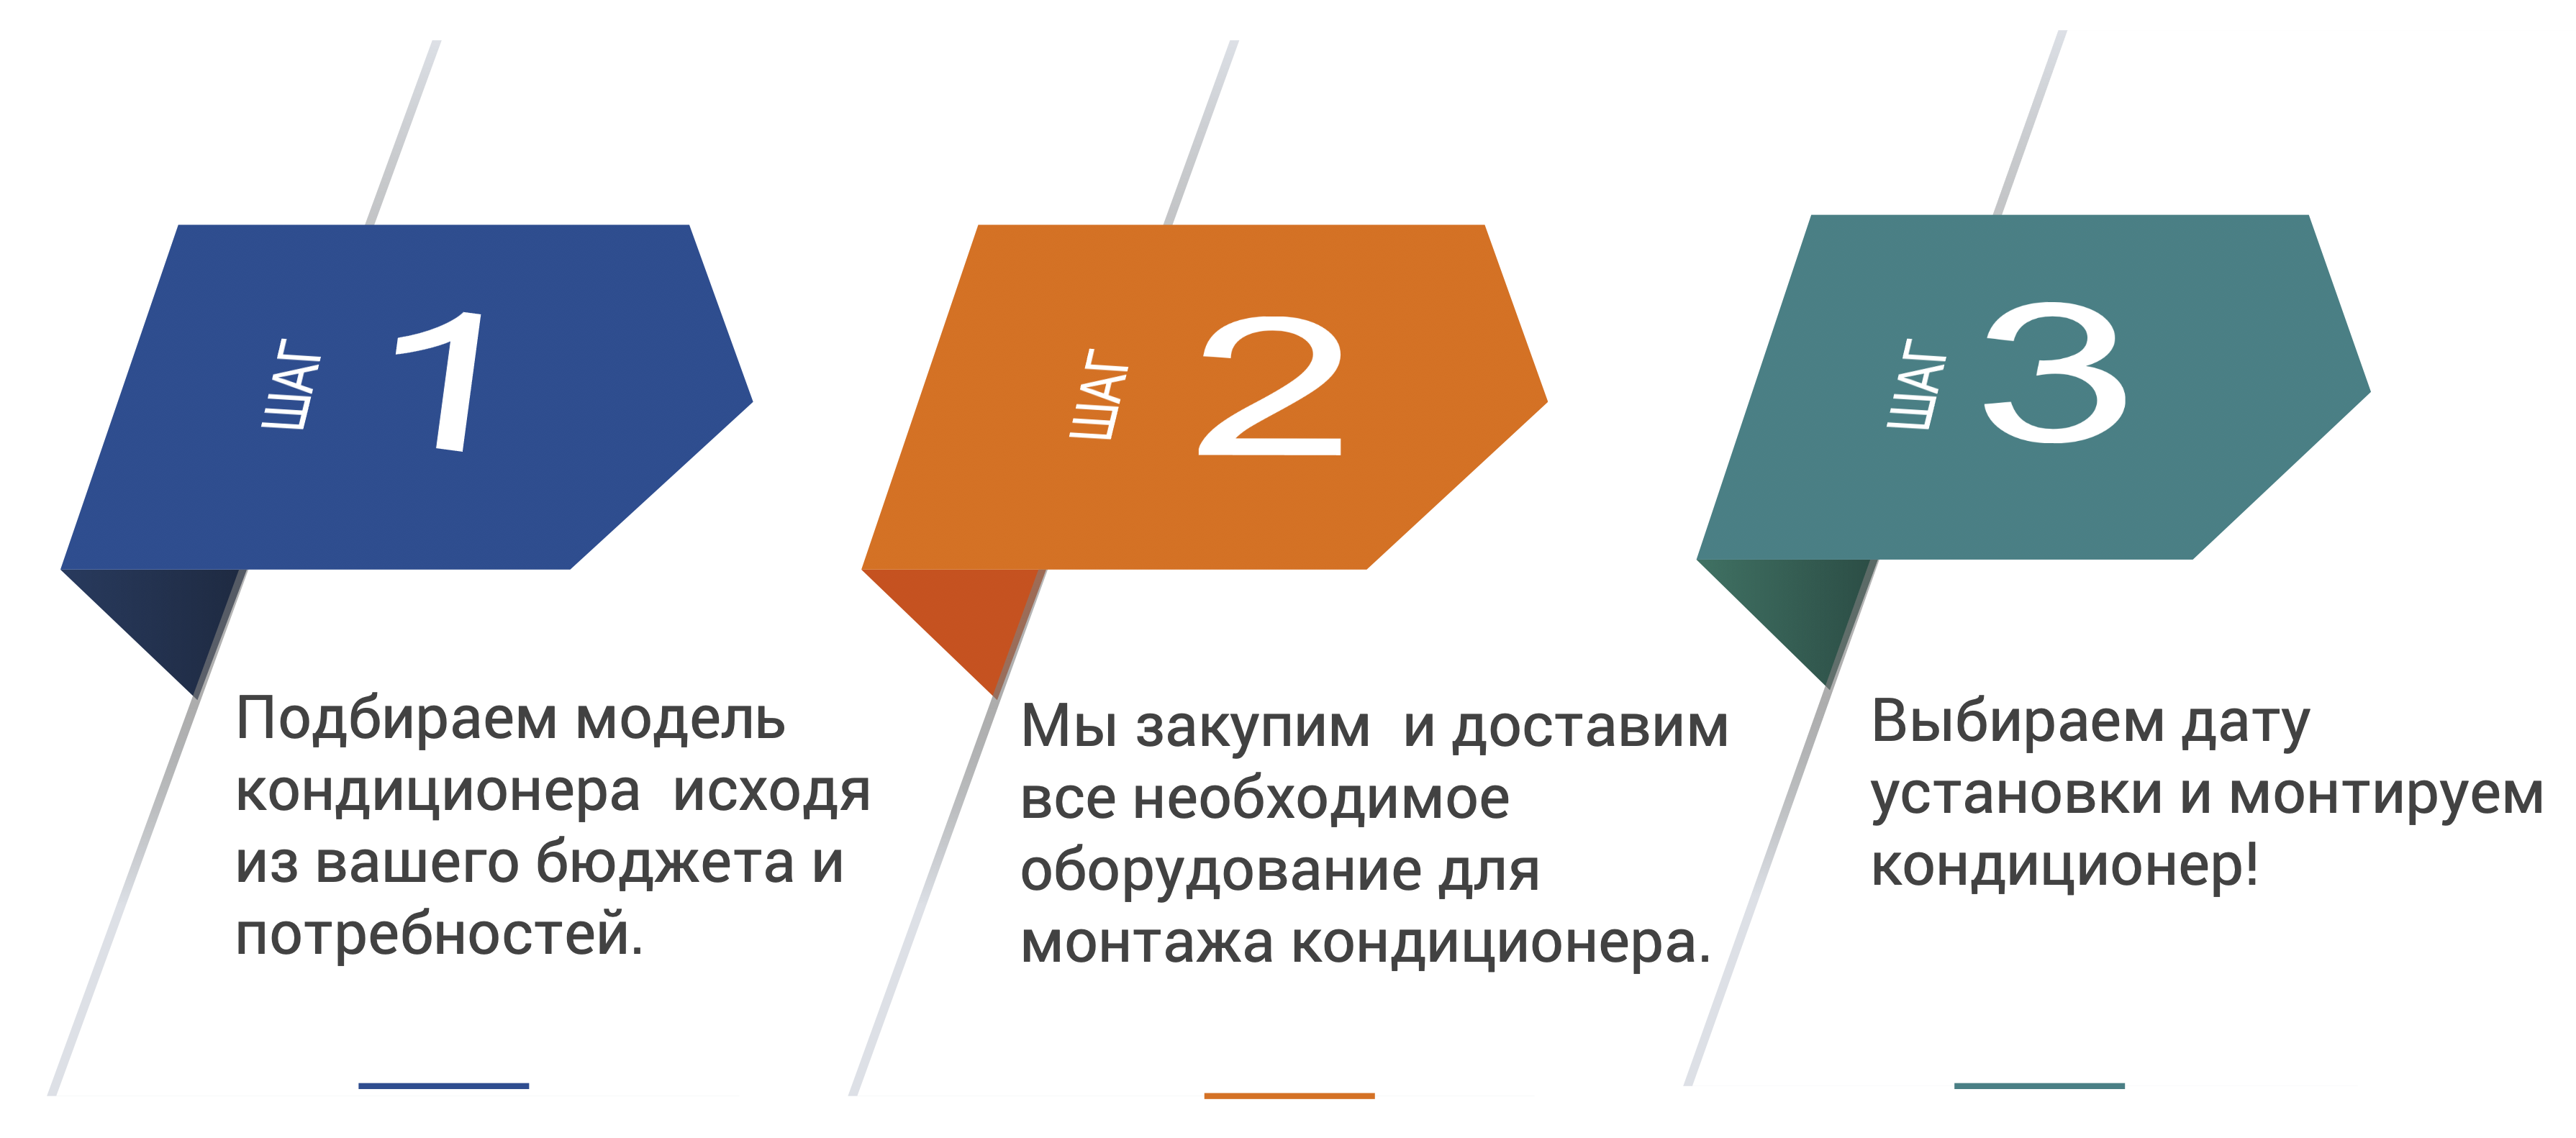 ШАГ 1
Подбираем модель
кондиционера  исходя
из вашего бюджета и
потребностей.
ШАГ 2
Мы закупим  и доставим
все необходимое
оборудование для
монтажа кондиционера.
ШАГ 3
Выбираем дату
установки и монтируем
кондиционер!